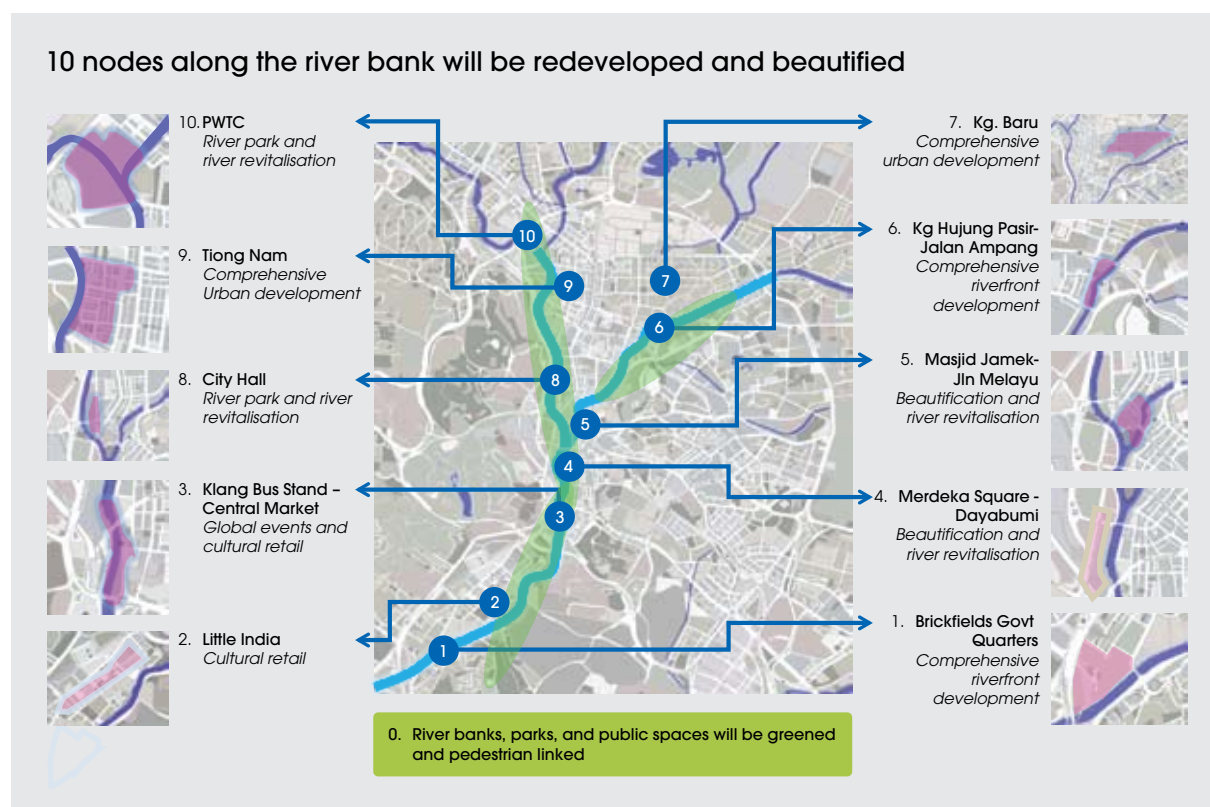 10 nodes along the river bank will be redeveloped and beautified
10. PWTC
River park and
river revitalisation
9. Tiong Nam
Comprehensive
Urban development
8. City Hall
River park and river
revitalisation
3. Klang Bus Stand –
Central Market
Global events and
cultural retail
2. Little India
Cultural retail
10
9
7
6
8
5
4
3
2
1
7. Kg. Baru
Comprehensive
urban development
6. Kg Hujung Pasir-
Jalan Ampang
Comprehensive
riverfront
development
5. Masjid Jamek-
Jln Melayu
Beautification and
river revitalisation
4. Merdeka Square -
Dayabumi
Beautification and
river revitalisation
1. Brickfields Govt
Quarters
Comprehensive
riverfront
development
0. River banks, parks, and public spaces will be greened
and pedestrian linked